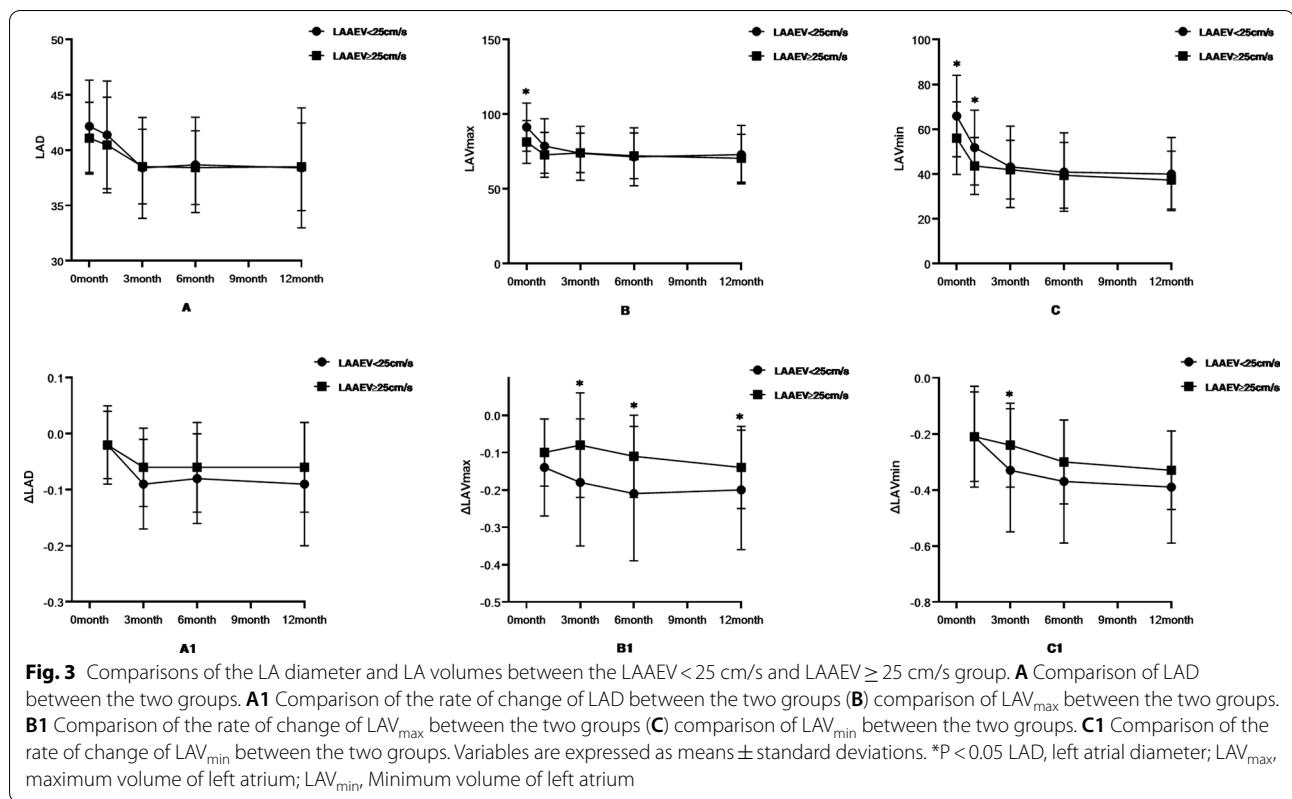 LAAEV<25cm/s
LAAEV≥25cm/s
50
45
40
35
30
LAD
0month 3month 6month 9month 12month
A
LAAEV<25cm/s
LAAEV≥25cm/s
150
100
50
0
LAVmax
*
0month 3month 6month 9month 12month
B
LAAEV<25cm/s
LAAEV≥25cm/s
100
80
60
40
20
0
LAVmin
* *
0month 3month 6month 9month 12month
C
LAAEV<25cm/s
LAAEV≥25cm/s
0.1
0.0
-0.1
-0.2
-0.3
ΔLAD
0month 3month 6month 9month 12month
A1
LAAEV≥25cm/s
LAAEV<25cm/s
0.0
-0.1
-0.2
-0.3
-0.4
-0.5
ΔLAVmax
* * *
0month 3month 6month 9month 12month
B1
LAAEV<25cm/s
LAAEV≥25cm/s
0.0
-0.2
-0.4
-0.6
-0.8
ΔLAVmin
*
0month 3month 6month 9month 12month
C1
Fig. 3 Comparisons of the LA diameter and LA volumes between the LAAEV < 25 cm/s and LAAEV ≥ 25 cm/s group. A Comparison of LAD
between the two groups. A1 Comparison of the rate of change of LAD between the two groups (B) comparison of LAVmax between the two groups.
B1 Comparison of the rate of change of LAVmax between the two groups (C) comparison of LAVmin between the two groups. C1 Comparison of the
rate of change of LAVmin between the two groups. Variables are expressed as means ± standard deviations. *P < 0.05 LAD, left atrial diameter; LAVmax,
maximum volume of left atrium; LAVmin, Minimum volume of left atrium